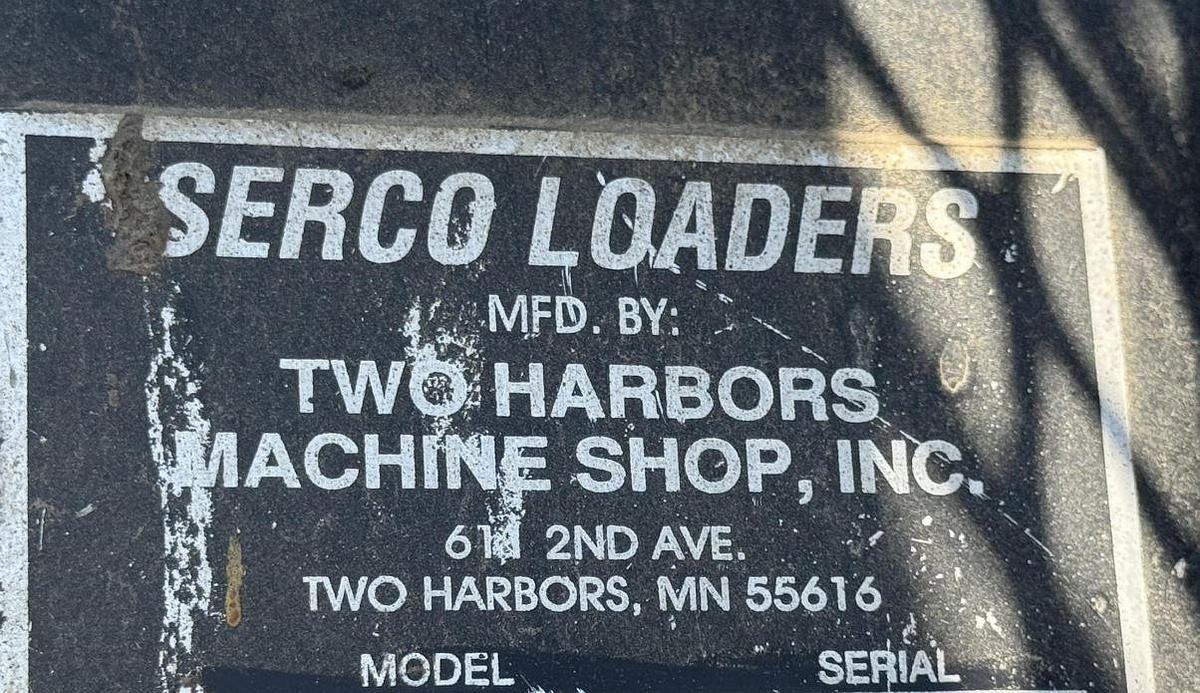 SERCO LOADERS
MFD. BY:
TWO HARBORS
MACHINE SHOP, INC.
2ND AVE.
TWO HARBORS, MN 55616
MODEL SERIAL